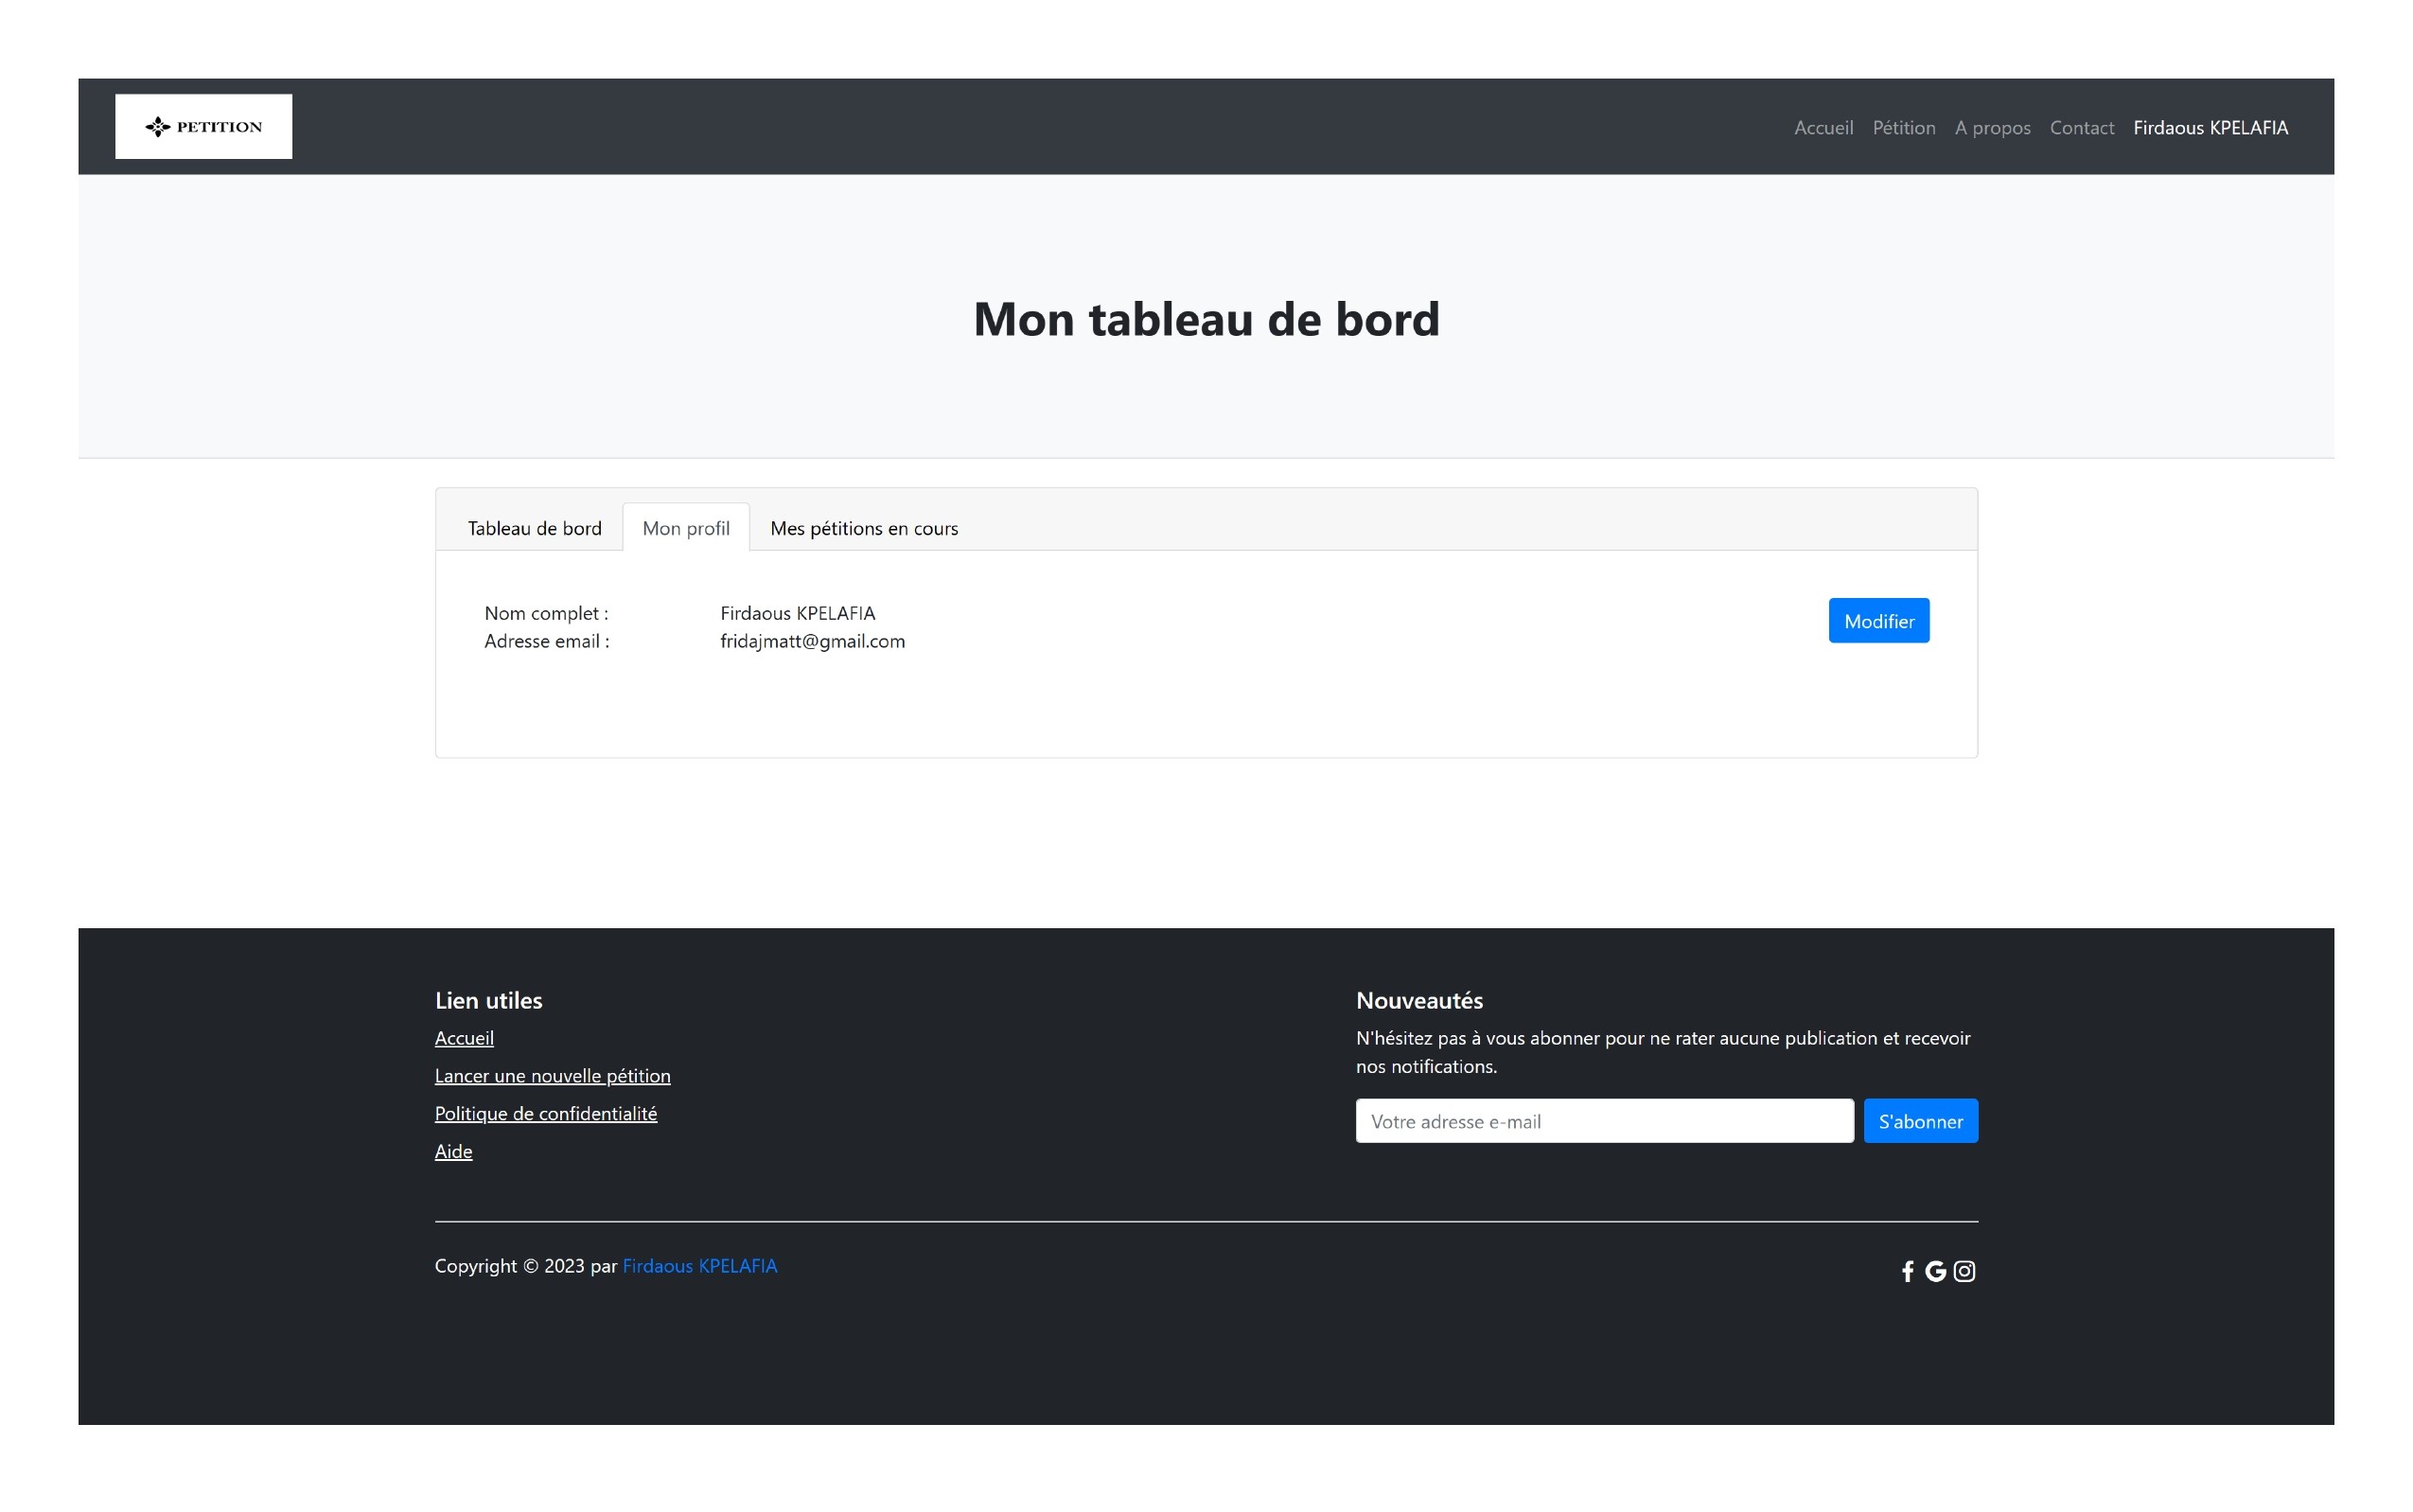 PETITION
Accueil Pétition A propos Contact Firdaous KPELAFIA
Mon tableau de bord
Tableau de bord Mon profil Mes pétitions en cours
Nom complet : Firdaous KPELAFIA
Adresse email : fridajmatt@gmail.com
Modifier
Lien utiles
Accueil
Lancer une nouvelle pétition
Politique de confidentialité
Aide
Nouveautés
N'hésitez pas à vous abonner pour ne rater aucune publication et recevoir
nos notifications.
Votre adresse e-mail S'abonner
Copyright © 2023 par Firdaous KPELAFIA